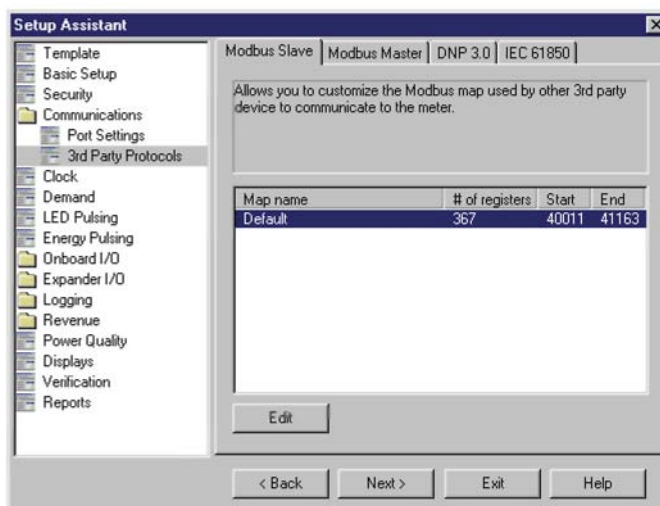 Setup Assistant
Template
Basic Setup
Security
Communications
Port Settings
3rd Party Protocols
Clock
Demand
LED Pulsing
Energy Pulsing
Onboard I/O
Expander I/O
Logging
Revenue
Power Quality
Displays
Verification
Reports
Modbus Slave Modbus Master DNP 3.0 IEC 61850
Allows you to customize the Modbus map used by other 3rd party
device to communicate to the meter.
Map name # of registers Start End
Default 367 40011 41163
Edit
< Back Next > Exit Help